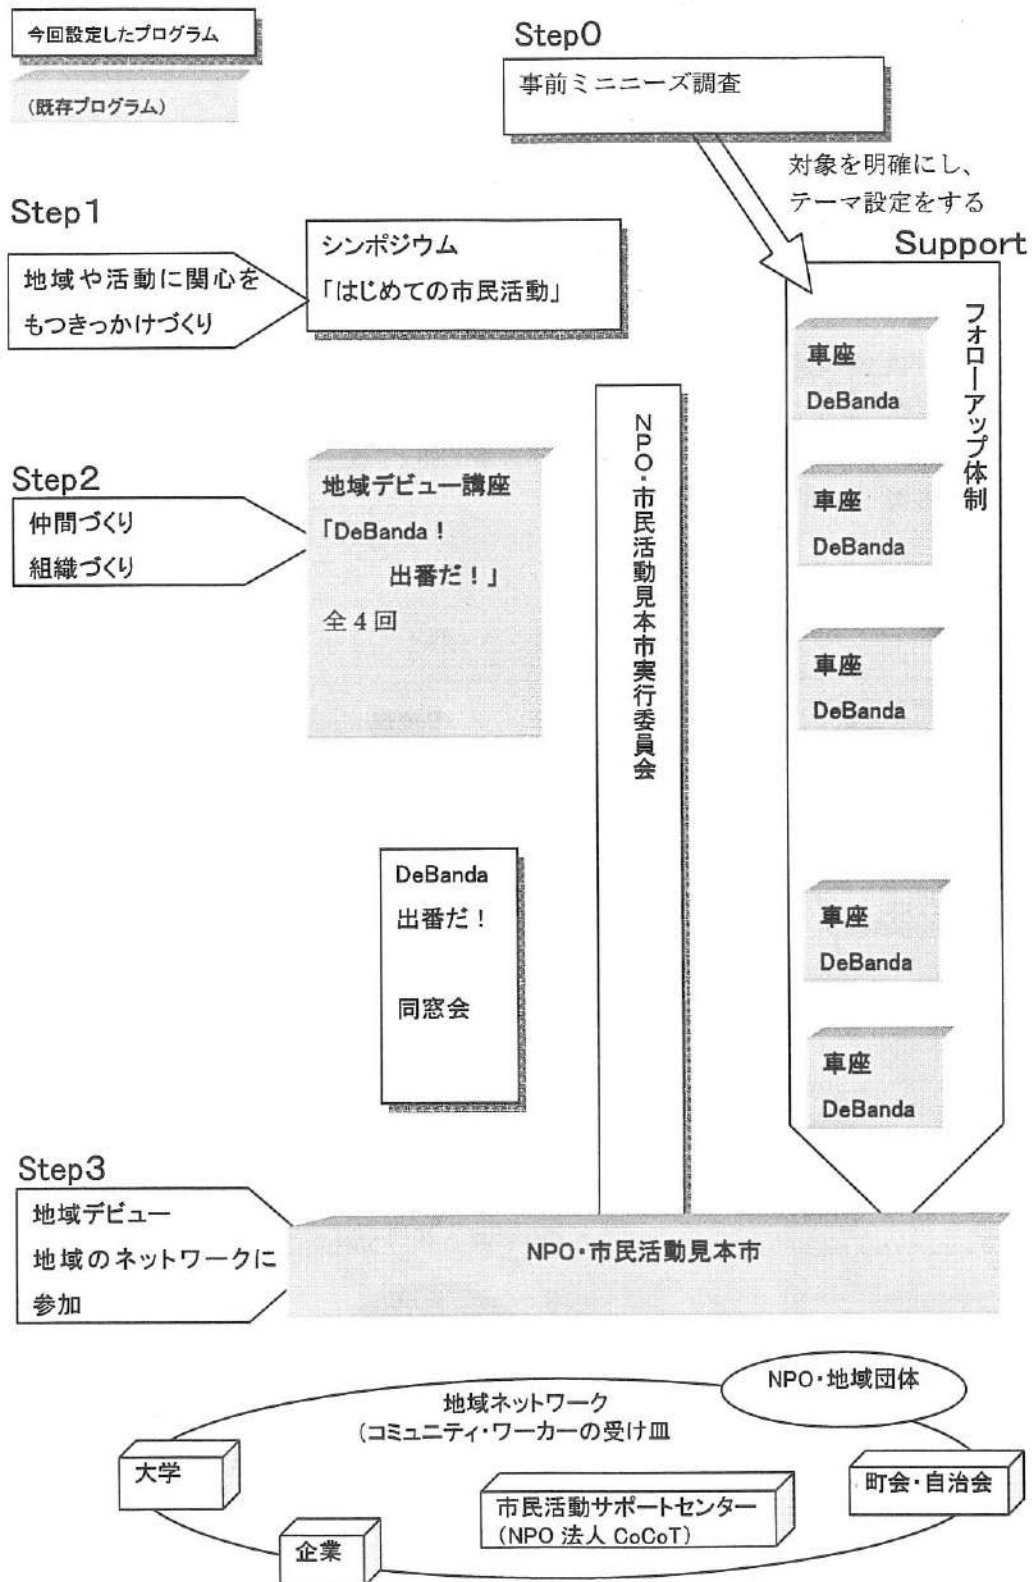 今回設定したプログラム
(既存プログラム)
Step0
事前ミニニーズ調査
対象を明確にし、
テーマ設定をする
Step1
地域や活動に関心を
もつきっかけづくり
シンポジウム
「はじめての市民活動」
Support
フォローアップ体制
車座
DeBanda
車座
DeBanda
車座
DeBanda
車座
DeBanda
車座
DeBanda
NPO・市民活動見本市実行委員会
Step2
仲間づくり
組織づくり
地域デビュー講座
「DeBanda!
出番だ!」
全4回
DeBanda
出番だ!
同窓会
Step3
地域デビュー
地域のネットワークに
参加
NPO・市民活動見本市
地域ネットワーク
(コミュニティ・ワーカーの受け皿
NPO・地域団体
大学
町会・自治会
市民活動サポートセンター
(NPO 法人 CoCoT)
企業